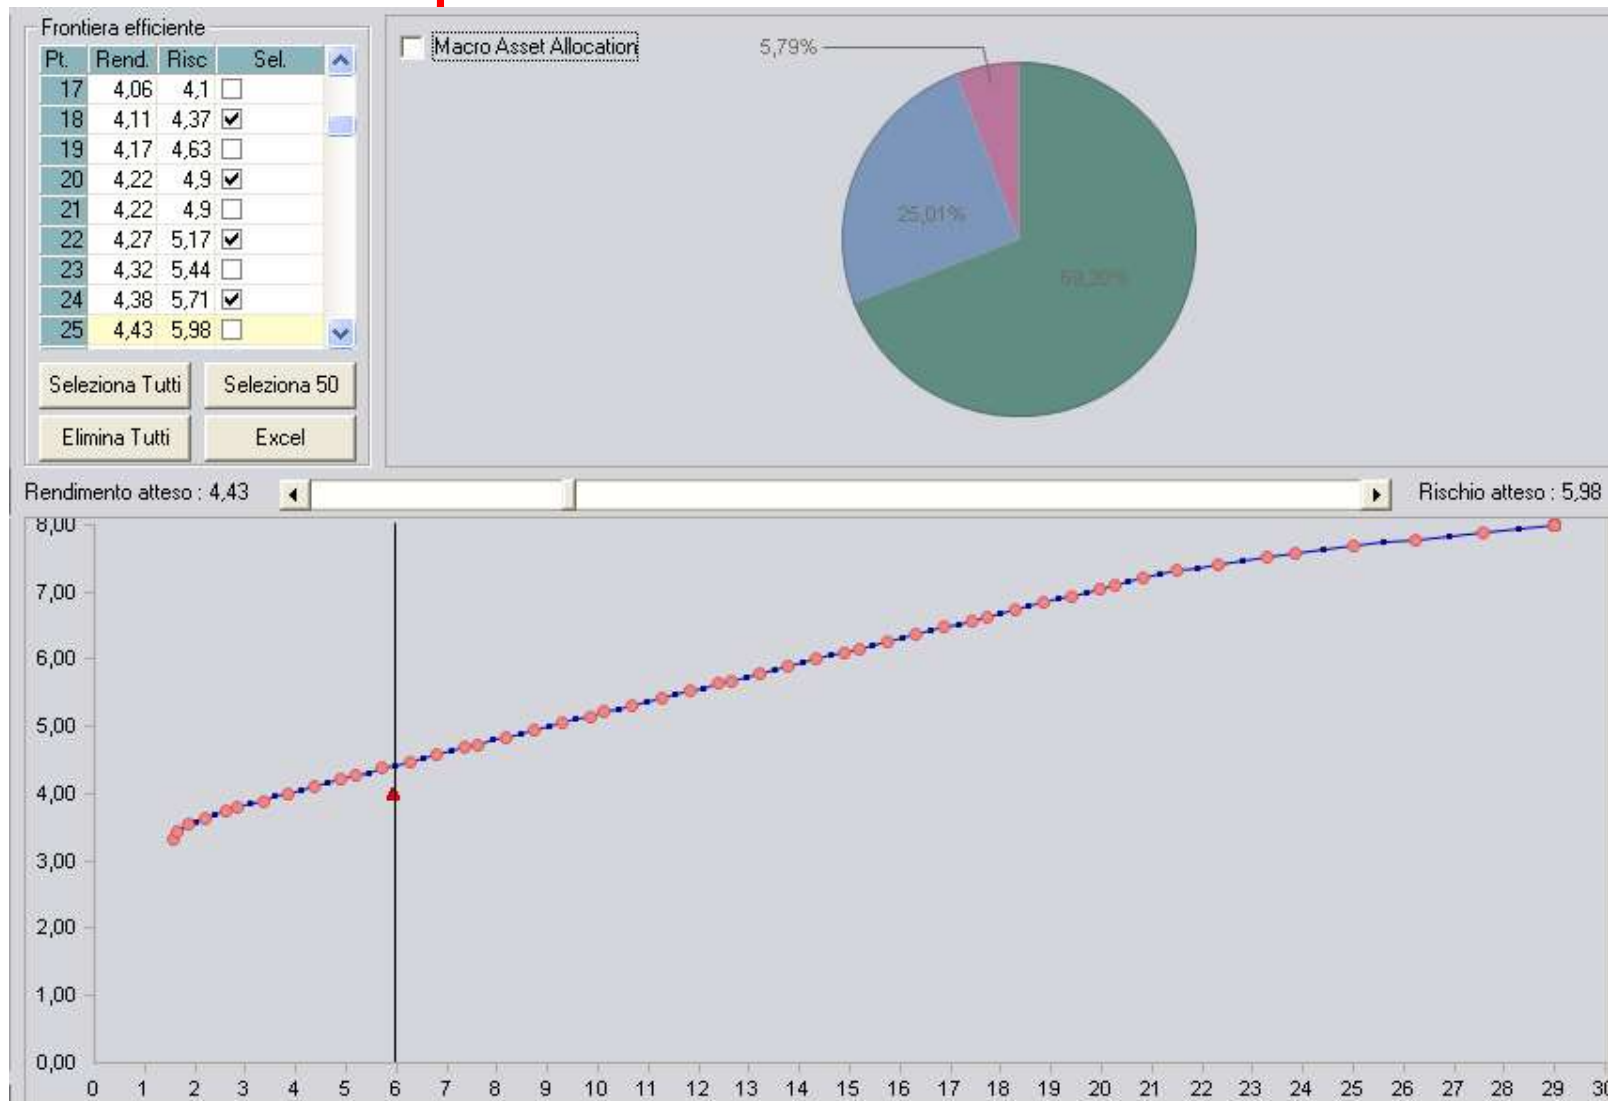 Frontiera efficiente
Pt. Rend. Risc Sel.
17 4,06 4,1
18 4,11 4,37
19 4,17 4,63
20 4,22 4,9
21 4,22 4,9
22 4,27 5,17
23 4,32 5,44
24 4,38 5,71
25 4,43 5,98
Seleziona Tutti Seleziona 50
Elimina Tutti Excel
Macro Asset Allocation
5,79%
25,01%
69,20%
Rendimento atteso : 4,43
Rischio atteso : 5,98
8,00
7,00
6,00
5,00
4,00
3,00
2,00
1,00
0,00
0 1 2 3 4 5 6 7 8 9 10 11 12 13 14 15 16 17 18 19 20 21 22 23 24 25 26 27 28 29 30